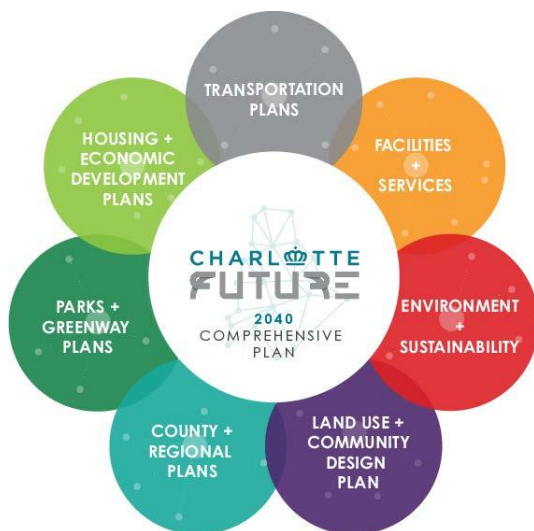 TRANSPORTATION
PLANS
FACILITIES
+
SERVICES
ENVIRONMENT
+
SUSTAINABILITY
LAND USE +
COMMUNITY
DESIGN
PLAN
COUNTY +
REGIONAL
PLANS
PARKS +
GREENWAY
PLANS
HOUSING +
ECONOMIC
DEVELOPMENT
PLANS
CHARLOTTE
FUTURE
2040
COMPREHENSIVE
PLAN